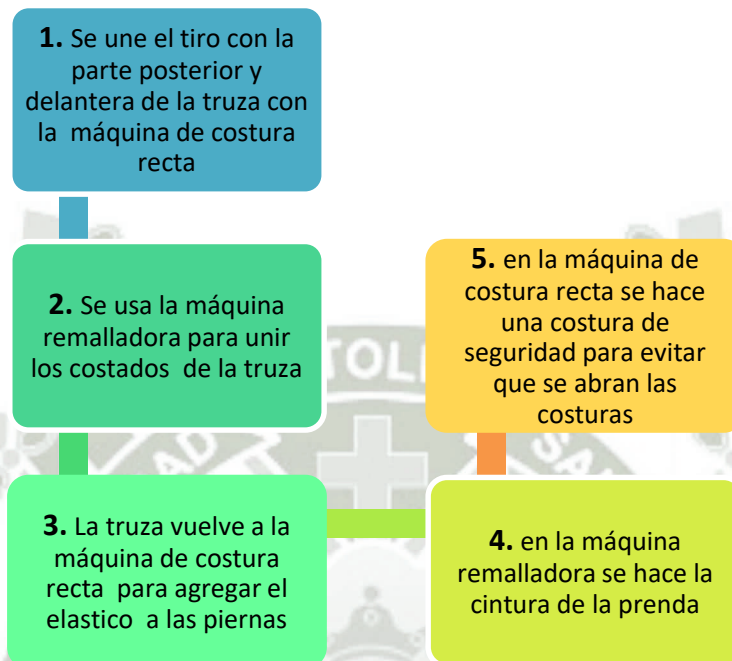 1. Se une el tiro con la
parte posterior y
delantera de la truza con
la máquina de costura
recta
2. Se usa la máquina
remalladora para unir
los costados de la truza
3. La truza vuelve a la
máquina de costura
recta para agregar el
elastico a las piernas
4. en la máquina
remalladora se hace la
cintura de la prenda
5. en la máquina de
costura recta se hace
una costura de
seguridad para evitar
que se abran las
costuras